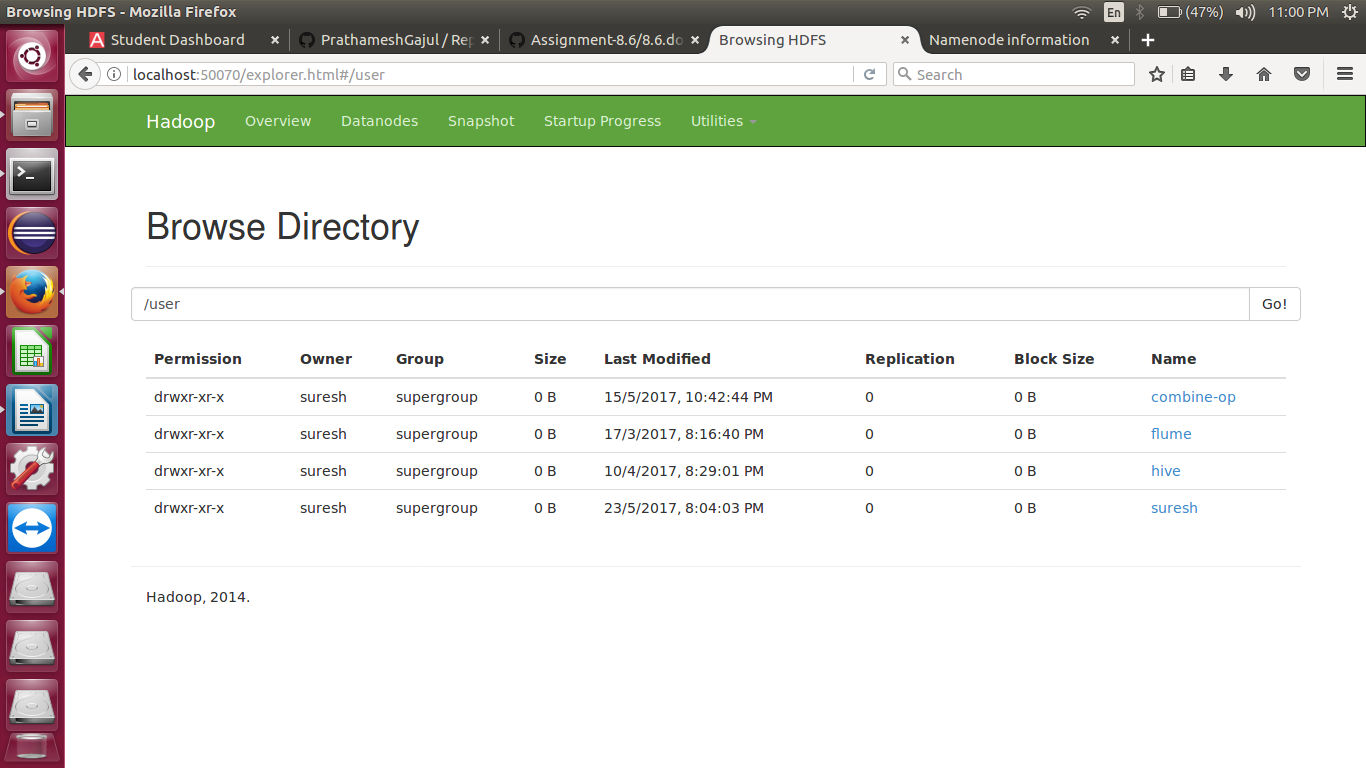 Browsing HDFS - Mozilla Firefox En (47%) 11:00 PM
Student Dashboard PrathameshGajul / Rep Assignment-8.6/8.6.do Browsing HDFS Namenode information
localhost:50070/explorer.html#/user Search
Hadoop Overview Datanodes Snapshot Startup Progress Utilities
Browse Directory
/user Go!
Permission Owner Group Size Last Modified Replication Block Size Name
drwxr-xr-x suresh supergroup 0 B 15/5/2017, 10:42:44 PM 0 0 B combine-op
drwxr-xr-x suresh supergroup 0 B 17/3/2017, 8:16:40 PM 0 0 B flume
drwxr-xr-x suresh supergroup 0 B 10/4/2017, 8:29:01 PM 0 0 B hive
drwxr-xr-x suresh supergroup 0 B 23/5/2017, 8:04:03 PM 0 0 B suresh
Hadoop, 2014.